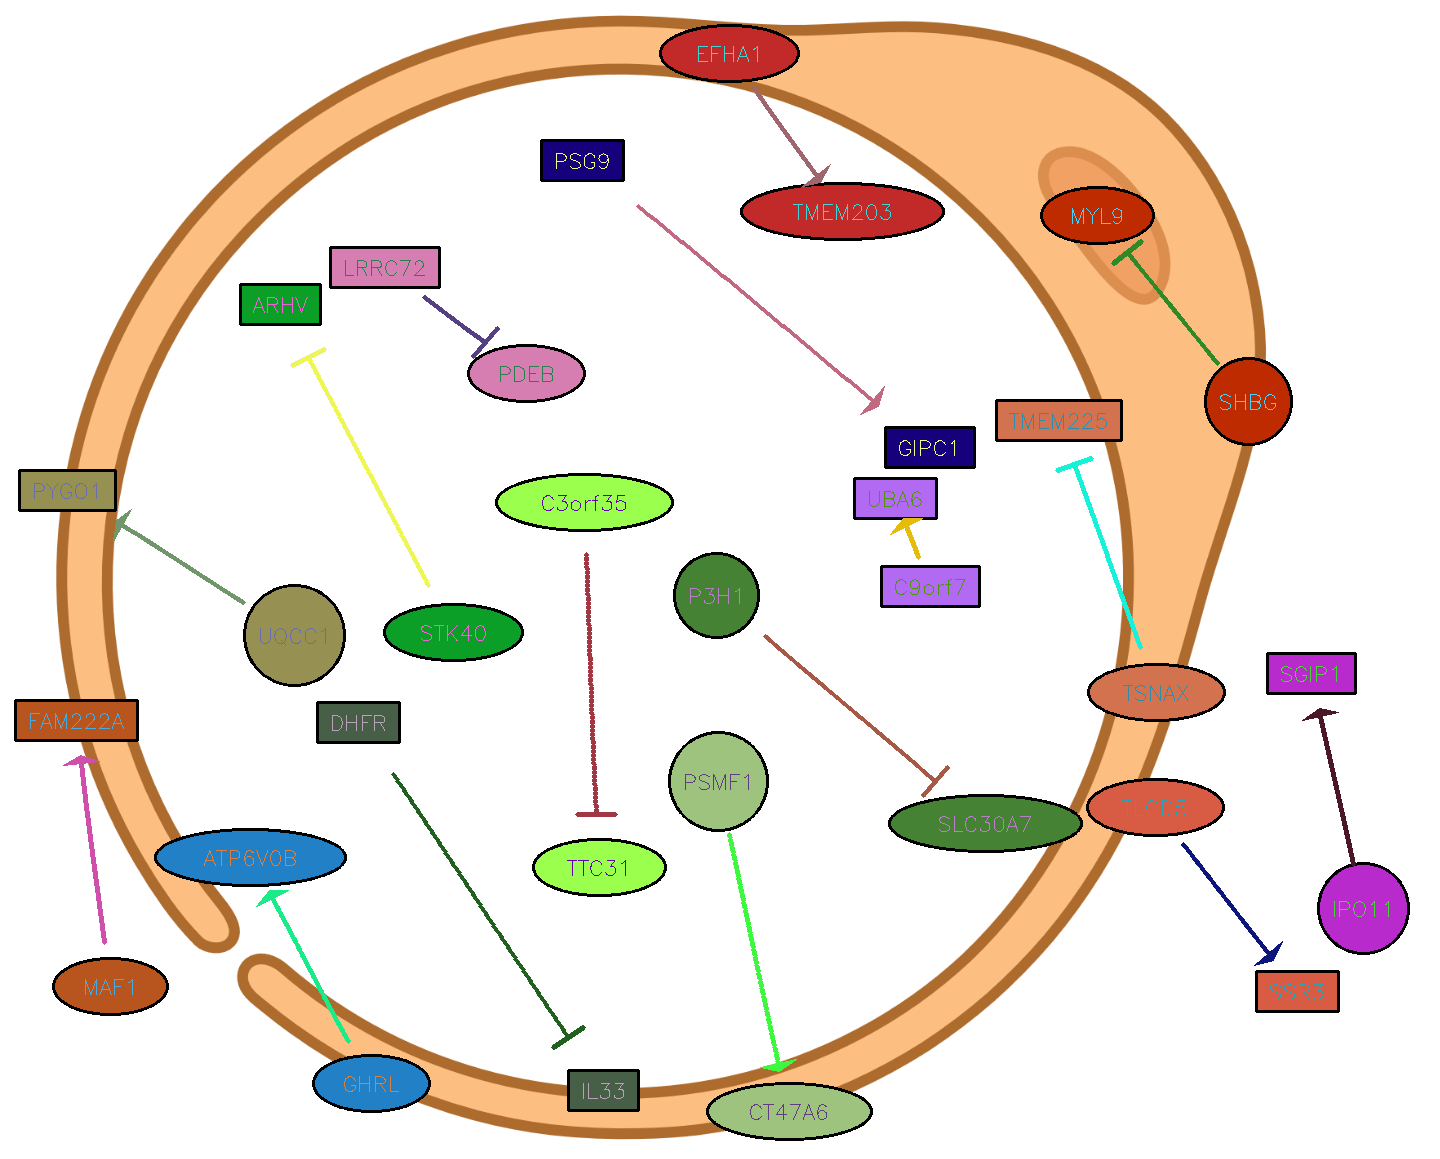 EFHA1
PSG9
TMEM203
MYL9
LRRC72
ARHV
PDEB
SHBG
TMEM225
GIPC1
PYGO1
UBA6
C3orf35
C9orf7
P3H1
UQCC1
STK40
SGIP1
TSNAX
FAM222A
DHFR
PSMF1
SLC30A7
ATP6V0B
TTC31
IPO11
MAF1
SSR3
GHRL
IL33
CT47A6